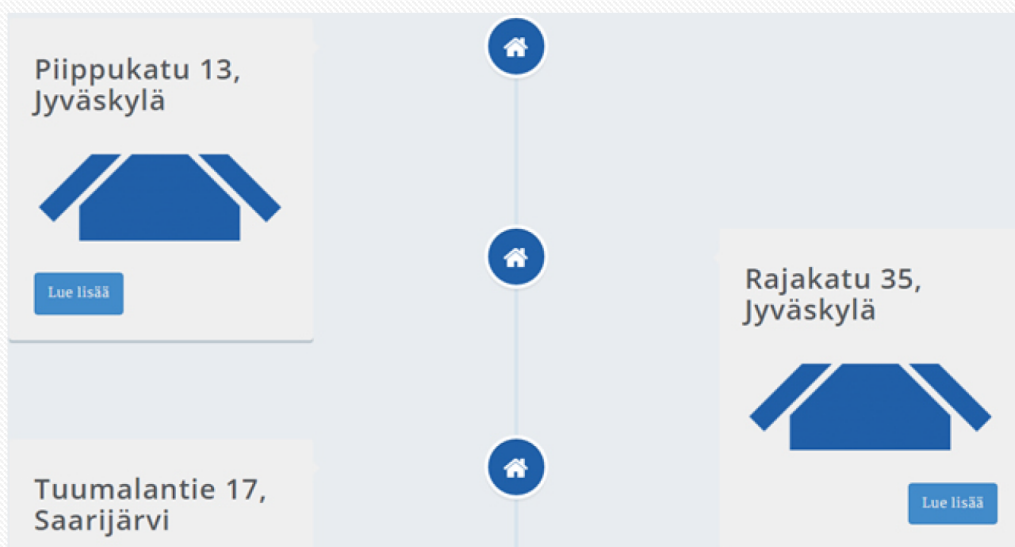 Piippukatu 13,
Jyväskylä
Lue lisää
Rajakatu 35,
Jyväskylä
Lue lisää
Tuumalantie 17,
Saarijärvi